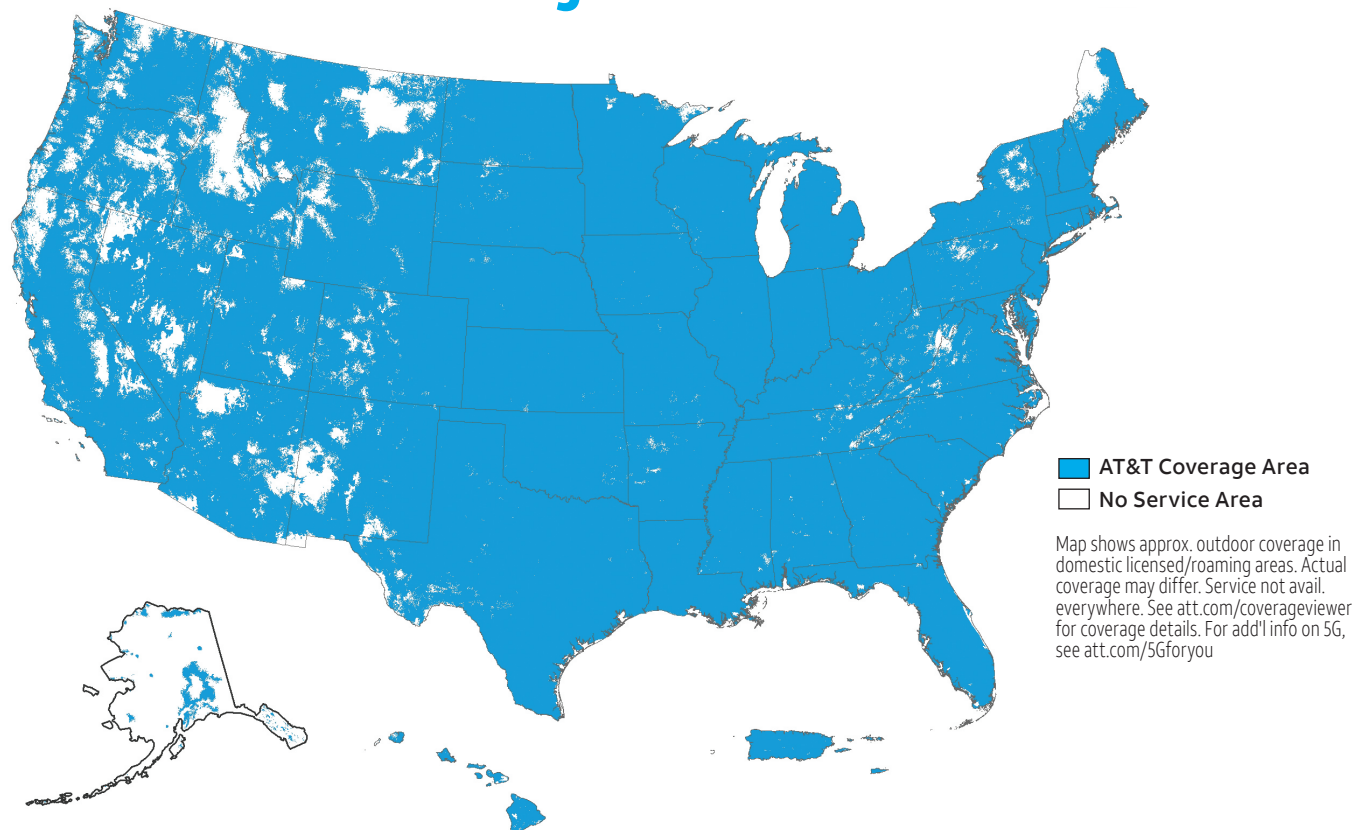 AT&T Coverage Area
No Service Area
Map shows approx. outdoor coverage in
domestic licensed/roaming areas. Actual
coverage may differ. Service not avail.
everywhere. See att.com/coverageviewer
for coverage details. For add'l info on 5G,
see att.com/5Gforyou